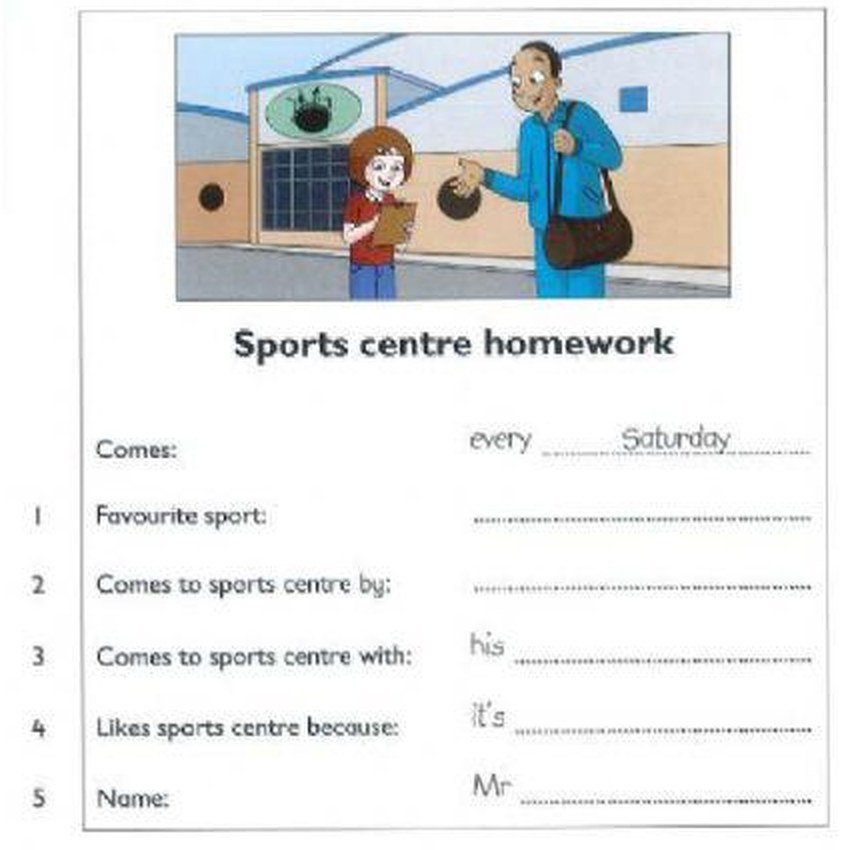 Sports centre homework
Comes: every Saturday
1 Favourite sport:
2 Comes to sports centre by:
3 Comes to sports centre with: his
4 Likes sports centre because: it's
5 Name: Mr